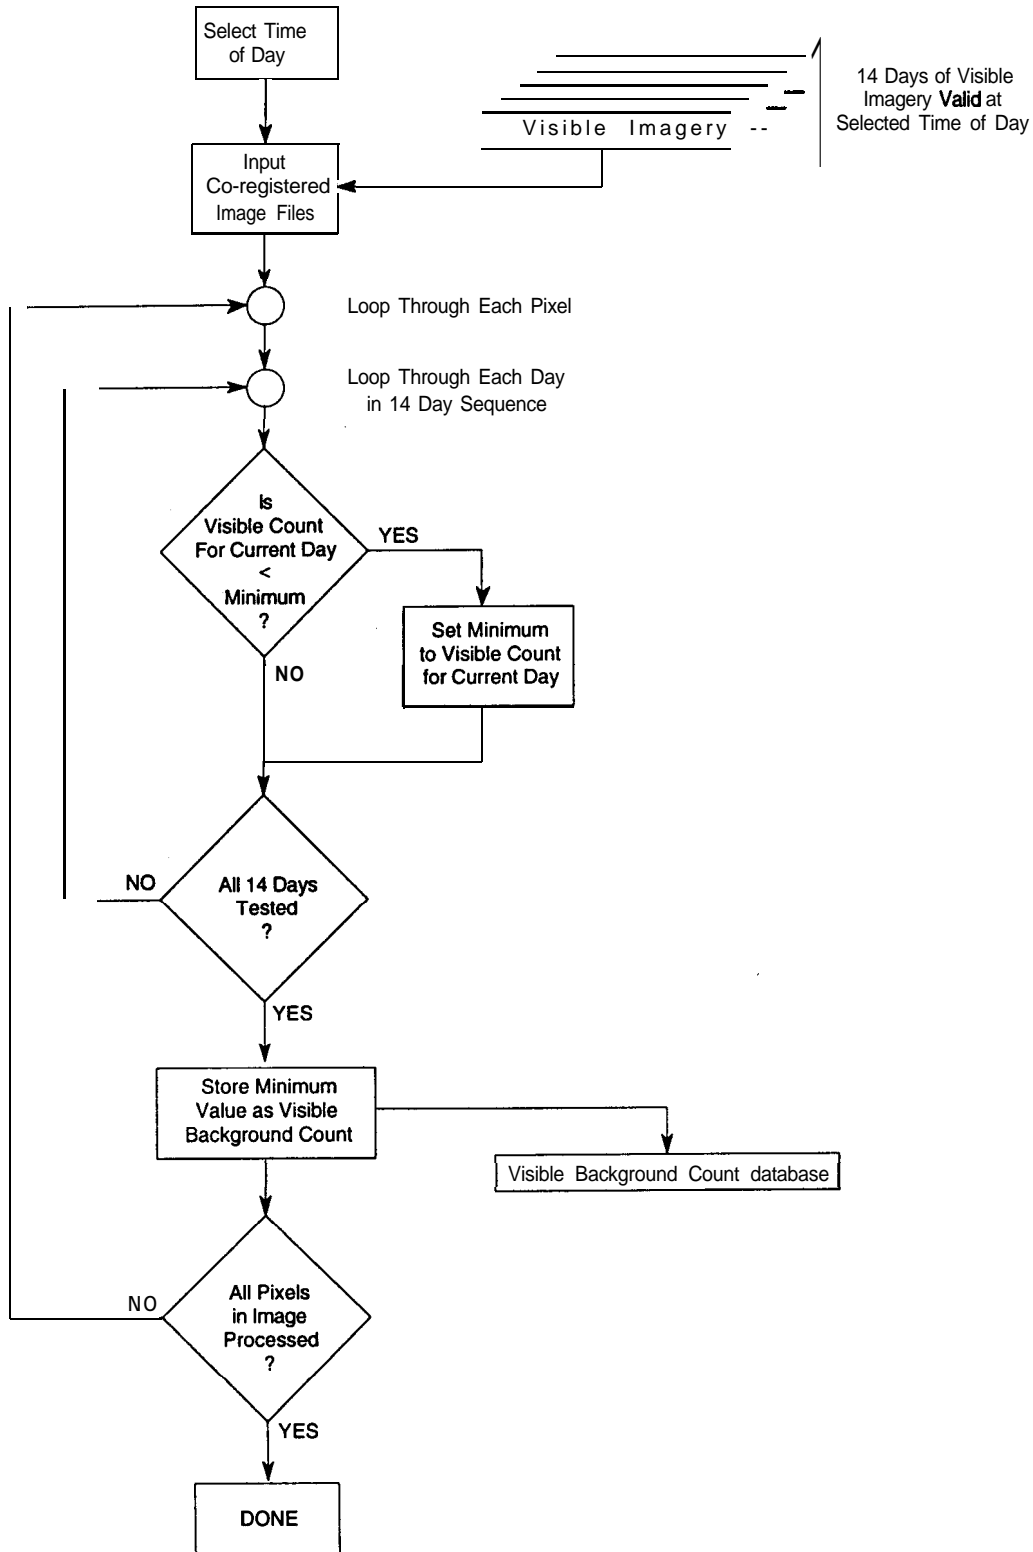 Select Time
of Day
14 Days of Visible
Imagery Valid at
Selected Time of Day
Visible Imagery --
Input
Co-registered
Image Files
Loop Through Each Pixel
Loop Through Each Day
in 14 Day Sequence
Is
Visible Count
For Current Day
<
Minimum
?
YES
NO
Set Minimum
to Visible Count
for Current Day
All 14 Days
Tested
?
NO
YES
Store Minimum
Value as Visible
Background Count
Visible Background Count database
All Pixels
in Image
Processed
?
NO
YES
DONE